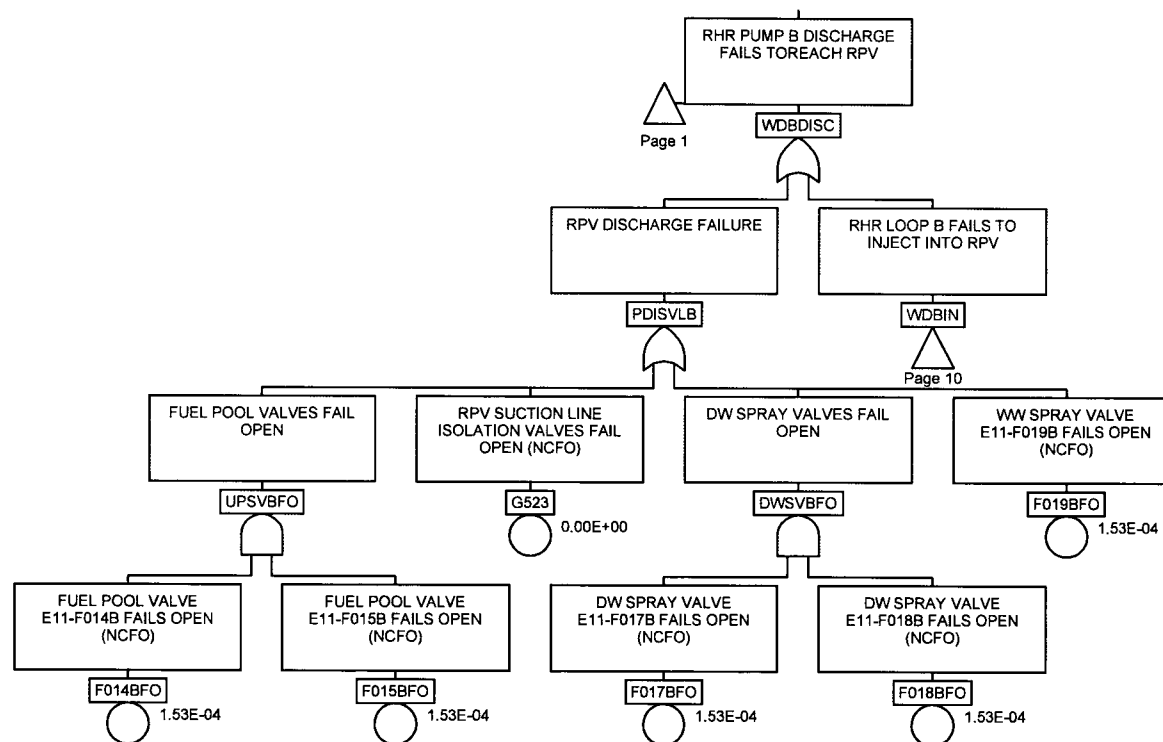 RHR PUMP B DISCHARGE
FAILS TOREACH RPV
Page 1
WDBDISC
RPV DISCHARGE FAILURE
RHR LOOP B FAILS TO
INJECT INTO RPV
PDISVLB
WDBIN
Page 10
FUEL POOL VALVES FAIL
OPEN
RPV SUCTION LINE
ISOLATION VALVES FAIL
OPEN (NCFO)
DW SPRAY VALVES FAIL
OPEN
WW SPRAY VALVE
E11-F019B FAILS OPEN
(NCFO)
UPSVBFO
G523
0.00E+00
DWSVBFO
F019BFO
1.53E-04
FUEL POOL VALVE
E11-F014B FAILS OPEN
(NCFO)
FUEL POOL VALVE
E11-F015B FAILS OPEN
(NCFO)
DW SPRAY VALVE
E11-F017B FAILS OPEN
(NCFO)
DW SPRAY VALVE
E11-F018B FAILS OPEN
(NCFO)
F014BFO
1.53E-04
F015BFO
1.53E-04
F017BFO
1.53E-04
F018BFO
1.53E-04